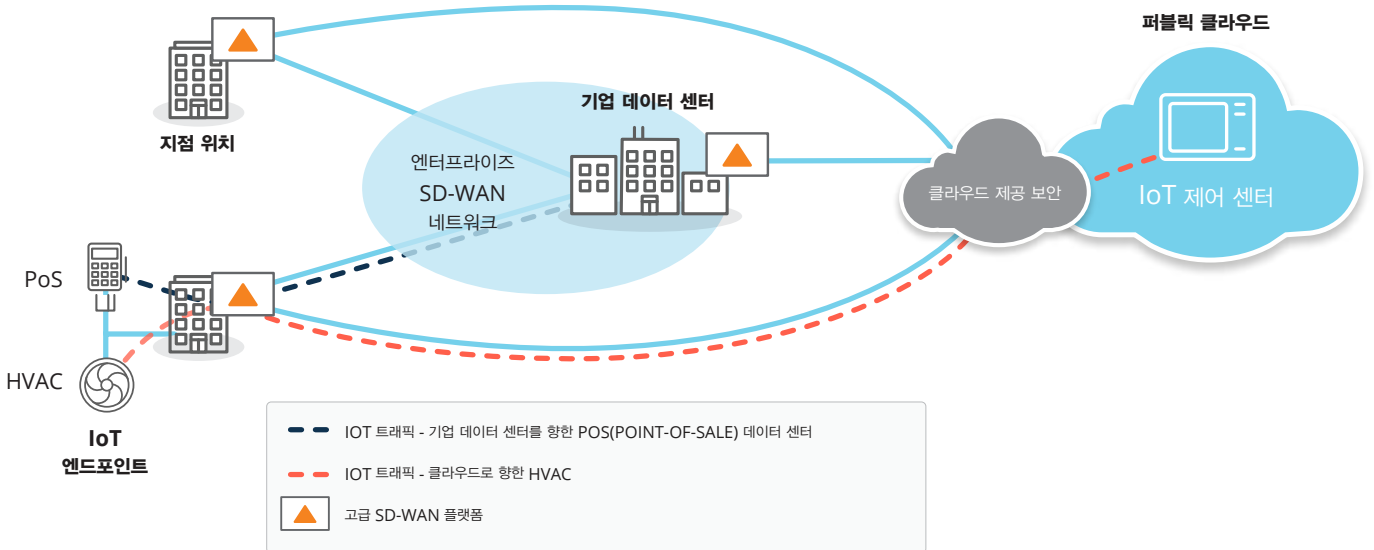 퍼블릭 클라우드
기업 데이터 센터
지점 위치
엔터프라이즈
SD-WAN
네트워크
클라우드 제공 보안
IoT 제어 센터
PoS
HVAC
IoT
엔드포인트
IOT 트래픽 - 기업 데이터 센터를 향한 POS(POINT-OF-SALE) 데이터 센터
IOT 트래픽 - 클라우드로 향한 HVAC
고급 SD-WAN 플랫폼